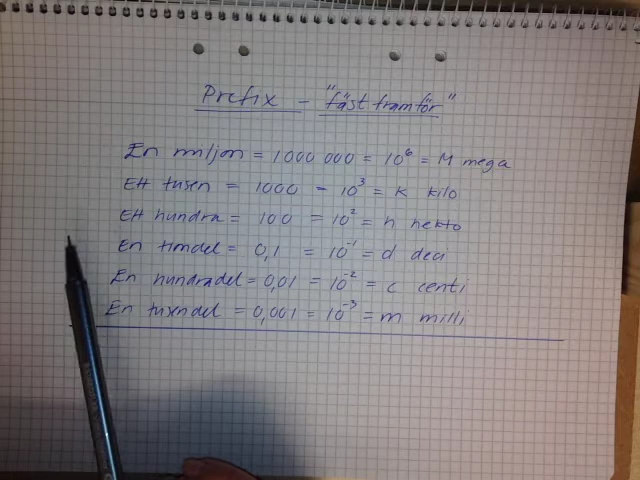 Prefix - "fäst framför"
En miljon = 1000 000 = 10⁶ = M mega
Ett tusen = 1000 = 10³ = k kilo
Ett hundra = 100 = 10² = h hekto
En tiondel = 0,1 = 10⁻¹ = d deci
En hundradel = 0,01 = 10⁻² = c centi
En tusendel = 0,001 = 10⁻³ = m milli